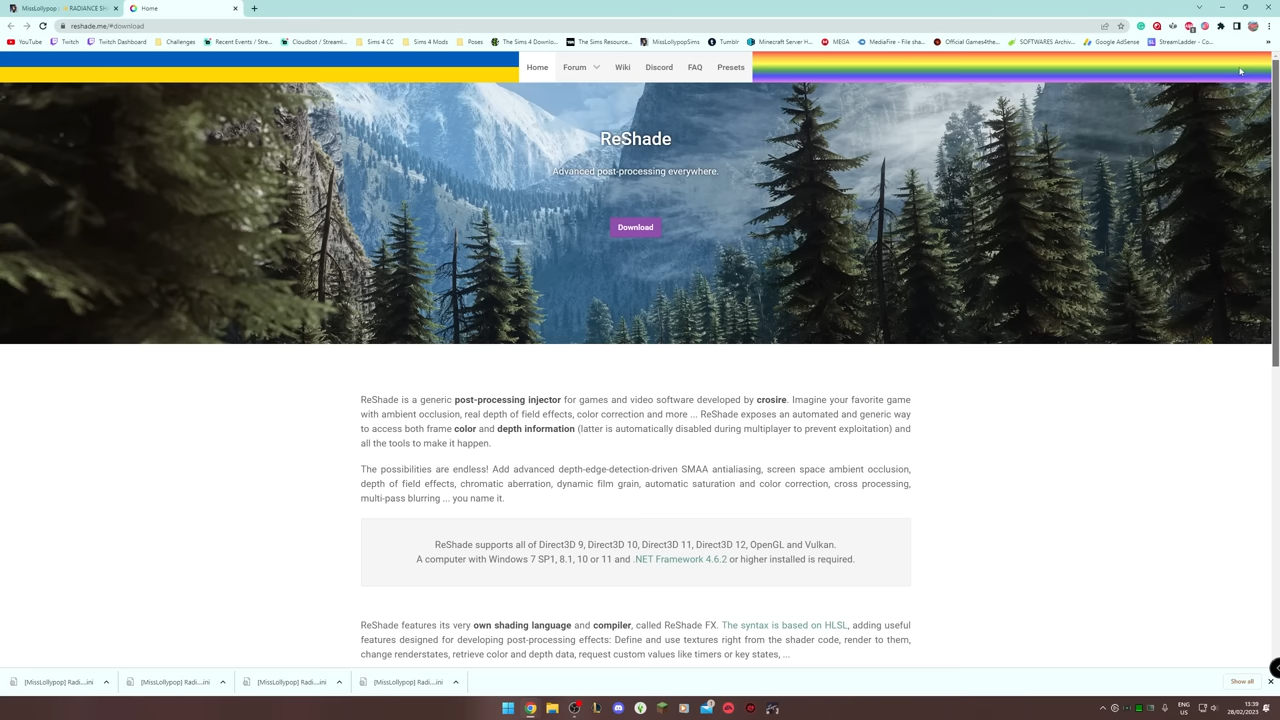 MissLollypop
RADIANCE SH
Home
reshade.me/#download
YouTube
Twitch
Twitch Dashboard
Challenges
Recent Events / Stre...
Cloudbot / Streaml...
Sims 4 CC
Sims 4 Mods
Poses
The Sims 4 Downlo...
The Sims Resource...
MissLollypopSims
Tumblr
Minecraft Server H...
MEGA
MediaFire - File sha...
Official Games4the...
SOFTWARES Archiv...
Google AdSense
StreamLadder - Co...
»
Home
Forum
Wiki
Discord
FAQ
Presets
ReShade
Advanced post-processing everywhere.
Download
ReShade is a generic post-processing injector for games and video software developed by crosire. Imagine your favorite game
with ambient occlusion, real depth of field effects, color correction and more ... ReShade exposes an automated and generic way
to access both frame color and depth information (latter is automatically disabled during multiplayer to prevent exploitation) and
all the tools to make it happen.
The possibilities are endless! Add advanced depth-edge-detection-driven SMAA antialiasing, screen space ambient occlusion,
depth of field effects, chromatic aberration, dynamic film grain, automatic saturation and color correction, cross processing,
multi-pass blurring ... you name it.
ReShade supports all of Direct3D 9, Direct3D 10, Direct3D 11, Direct3D 12, OpenGL and Vulkan.
A computer with Windows 7 SP1, 8.1, 10 or 11 and .NET Framework 4.6.2 or higher installed is required.
ReShade features its very own shading language and compiler, called ReShade FX. The syntax is based on HLSL, adding useful
features designed for developing post-processing effects: Define and use textures right from the shader code, render to them,
change renderstates, retrieve color and depth data, request custom values like timers or key states, ...
[MissLollypop] Radi....ini
[MissLollypop] Radi....ini
[MissLollypop] Radi....ini
[MissLollypop] Radi....ini
Show all
ENG
US
13:39
28/02/2023